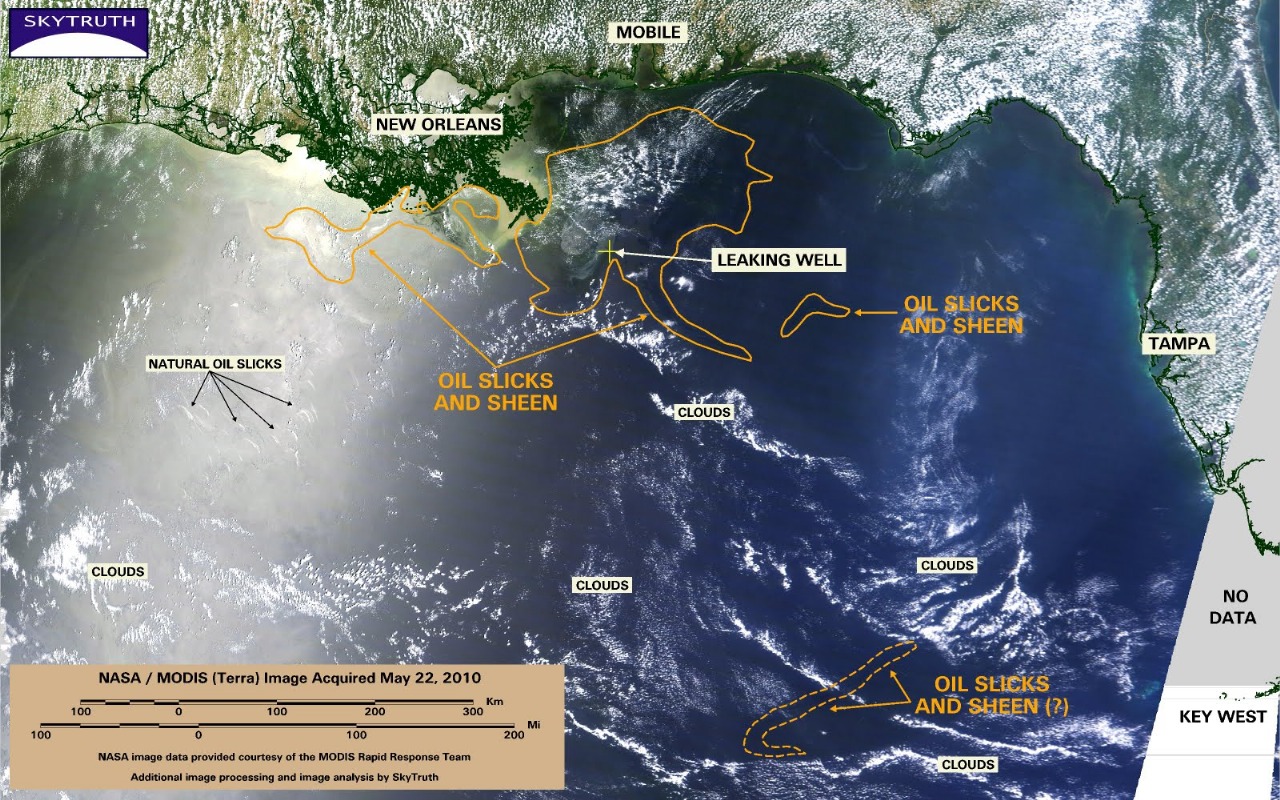 SKYTRUTH
MOBILE
NEW ORLEANS
LEAKING WELL
OIL SLICKS
AND SHEEN
TAMPA
NATURAL OIL SLICKS
OIL SLICKS
AND SHEEN
CLOUDS
CLOUDS
CLOUDS
CLOUDS
NO
DATA
OIL SLICKS
AND SHEEN (?)
KEY WEST
CLOUDS
NASA / MODIS (Terra) Image Acquired May 22, 2010
100 0 100 200 300 Km
100 0 100 200 Mi
NASA image data provided courtesy of the MODIS Rapid Response Team
Additional image processing and image analysis by SkyTruth